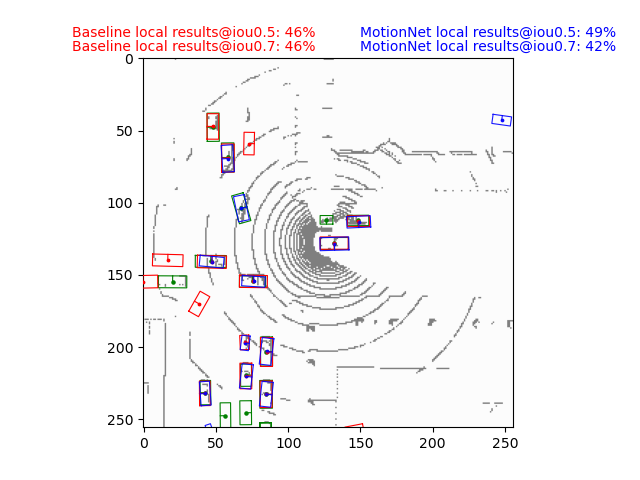 Baseline local results@iou0.5: 46% MotionNet local results@iou0.5: 49%
Baseline local results@iou0.7: 46% MotionNet local results@iou0.7: 42%
0
50
100
150
200
250
0 50 100 150 200 250